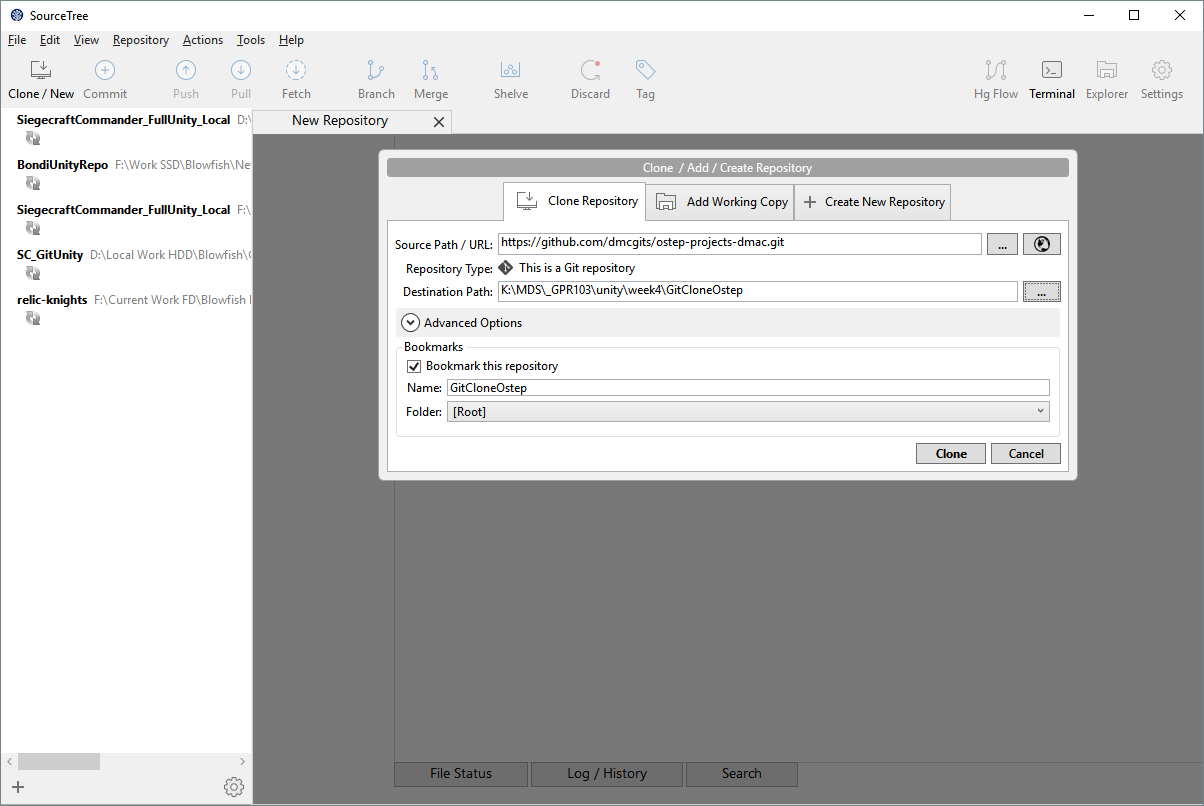 SourceTree
File Edit View Repository Actions Tools Help
Clone / New Commit Push Pull Fetch Branch Merge Shelve Discard Tag Hg Flow Terminal Explorer Settings
SiegecraftCommander_FullUnity_Local D:\
BondiUnityRepo F:\Work SSD\Blowfish\Ne
SiegecraftCommander_FullUnity_Local F:\
SC_GitUnity D:\Local Work HDD\Blowfish\
relic-knights F:\Current Work FD\Blowfish
New Repository
Clone / Add / Create Repository
Clone Repository Add Working Copy Create New Repository
Source Path / URL: https://github.com/dmcgits/ostep-projects-dmac.git ...
Repository Type: This is a Git repository
Destination Path: K:\MDS\_GPR103\unity\week4\GitCloneOstep ...
Advanced Options
Bookmarks
Bookmark this repository
Name: GitCloneOstep
Folder: [Root]
Clone Cancel
File Status Log / History Search